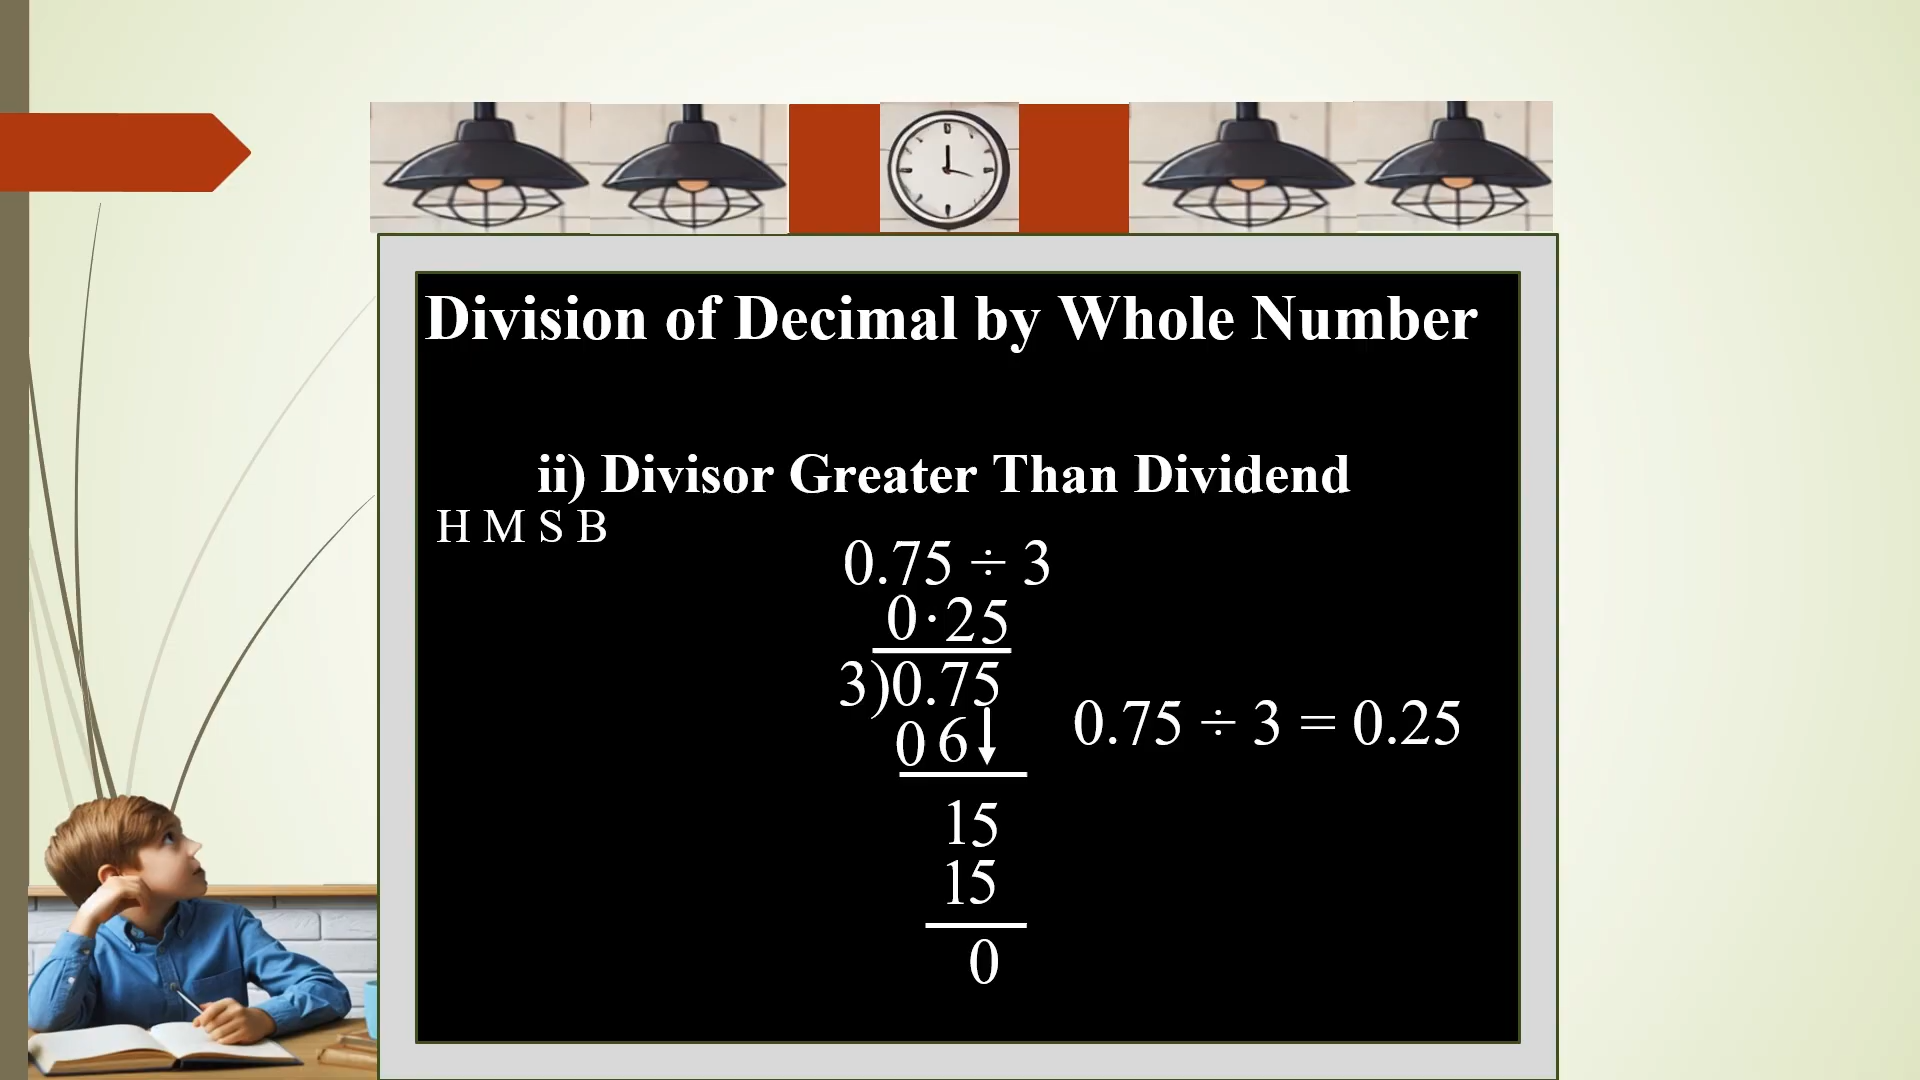 Division of Decimal by Whole Number
ii) Divisor Greater Than Dividend
H M S B
0.75 ÷ 3
0·25
3)0.75
0 6
0.75 ÷ 3 = 0.25
15
15
0